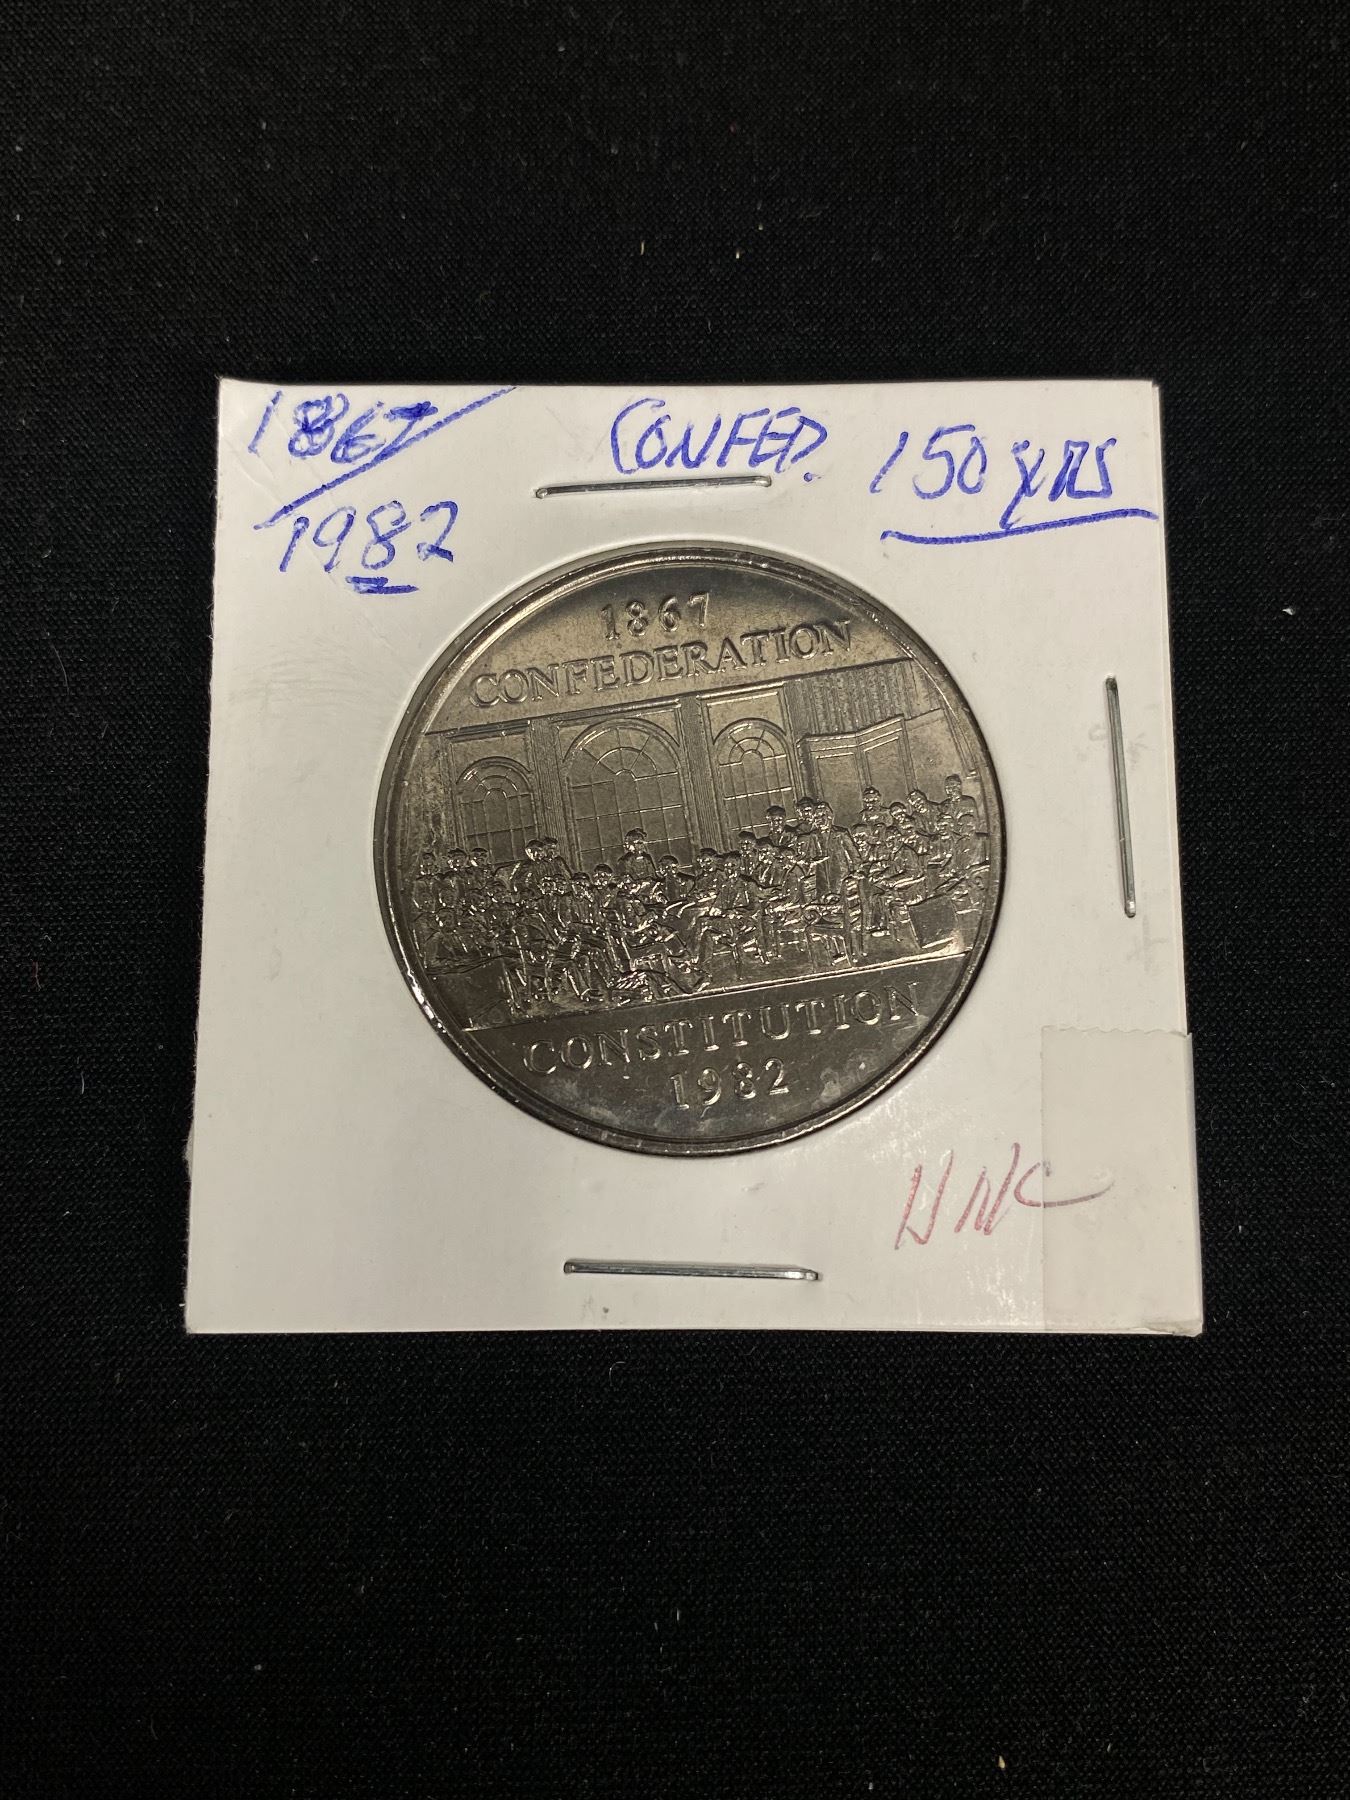 1867/
1982
CONFED.
150 YRS
1867
CONFEDERATION
CONSTITUTION
1982
UNC